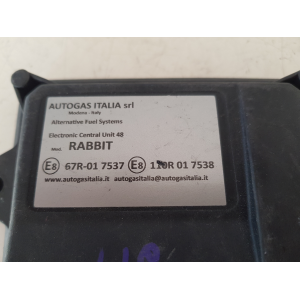 AUTOGAS ITALIA srl
Modena - Italy
Alternative Fuel Systems
Electronic Central Unit 48
Mod. RABBIT
E8 67R-01 7537 E8 110R 01 7538
www.autogasitalia.it autogasitalia@autogasitalia.it